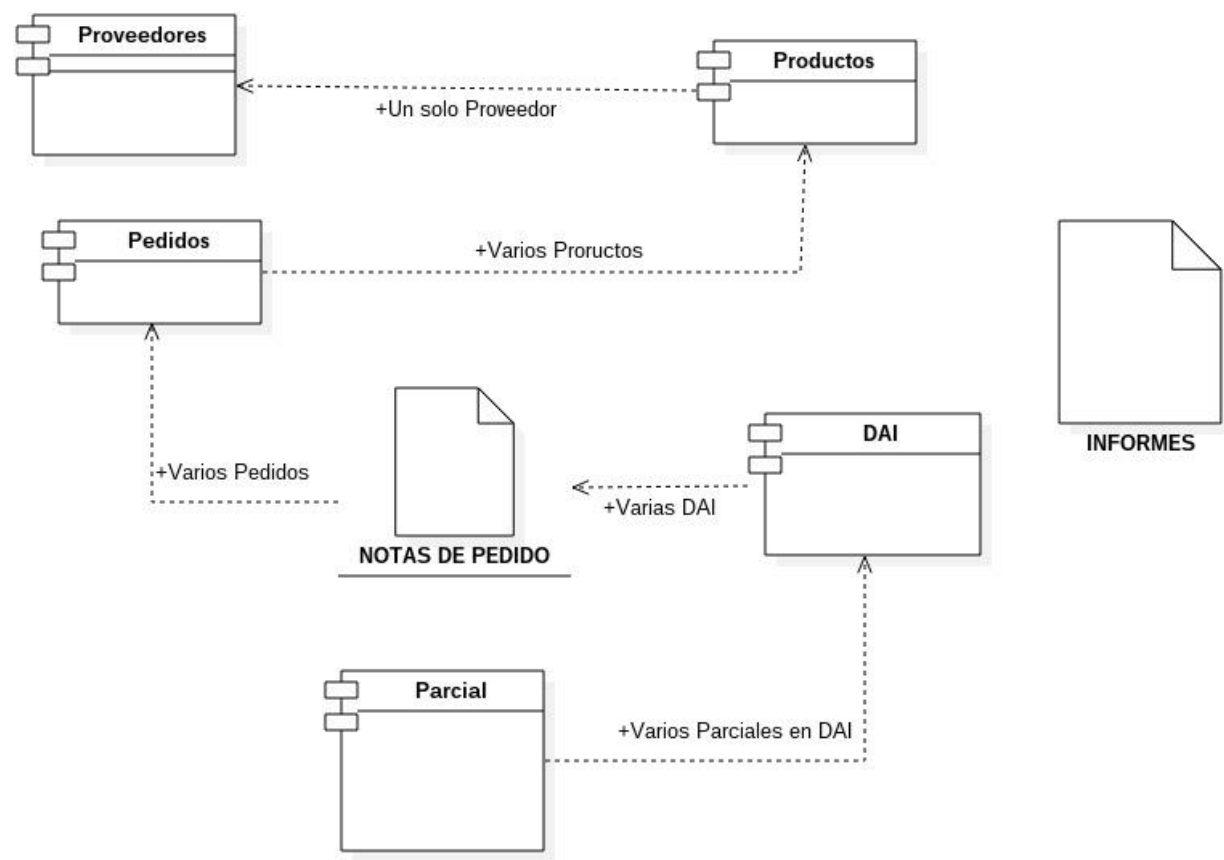 Proveedores
Productos
+Un solo Proveedor
Pedidos
+Varios Proructos
INFORMES
DAI
+Varios Pedidos
+Varias DAI
NOTAS DE PEDIDO
Parcial
+Varios Parciales en DAI